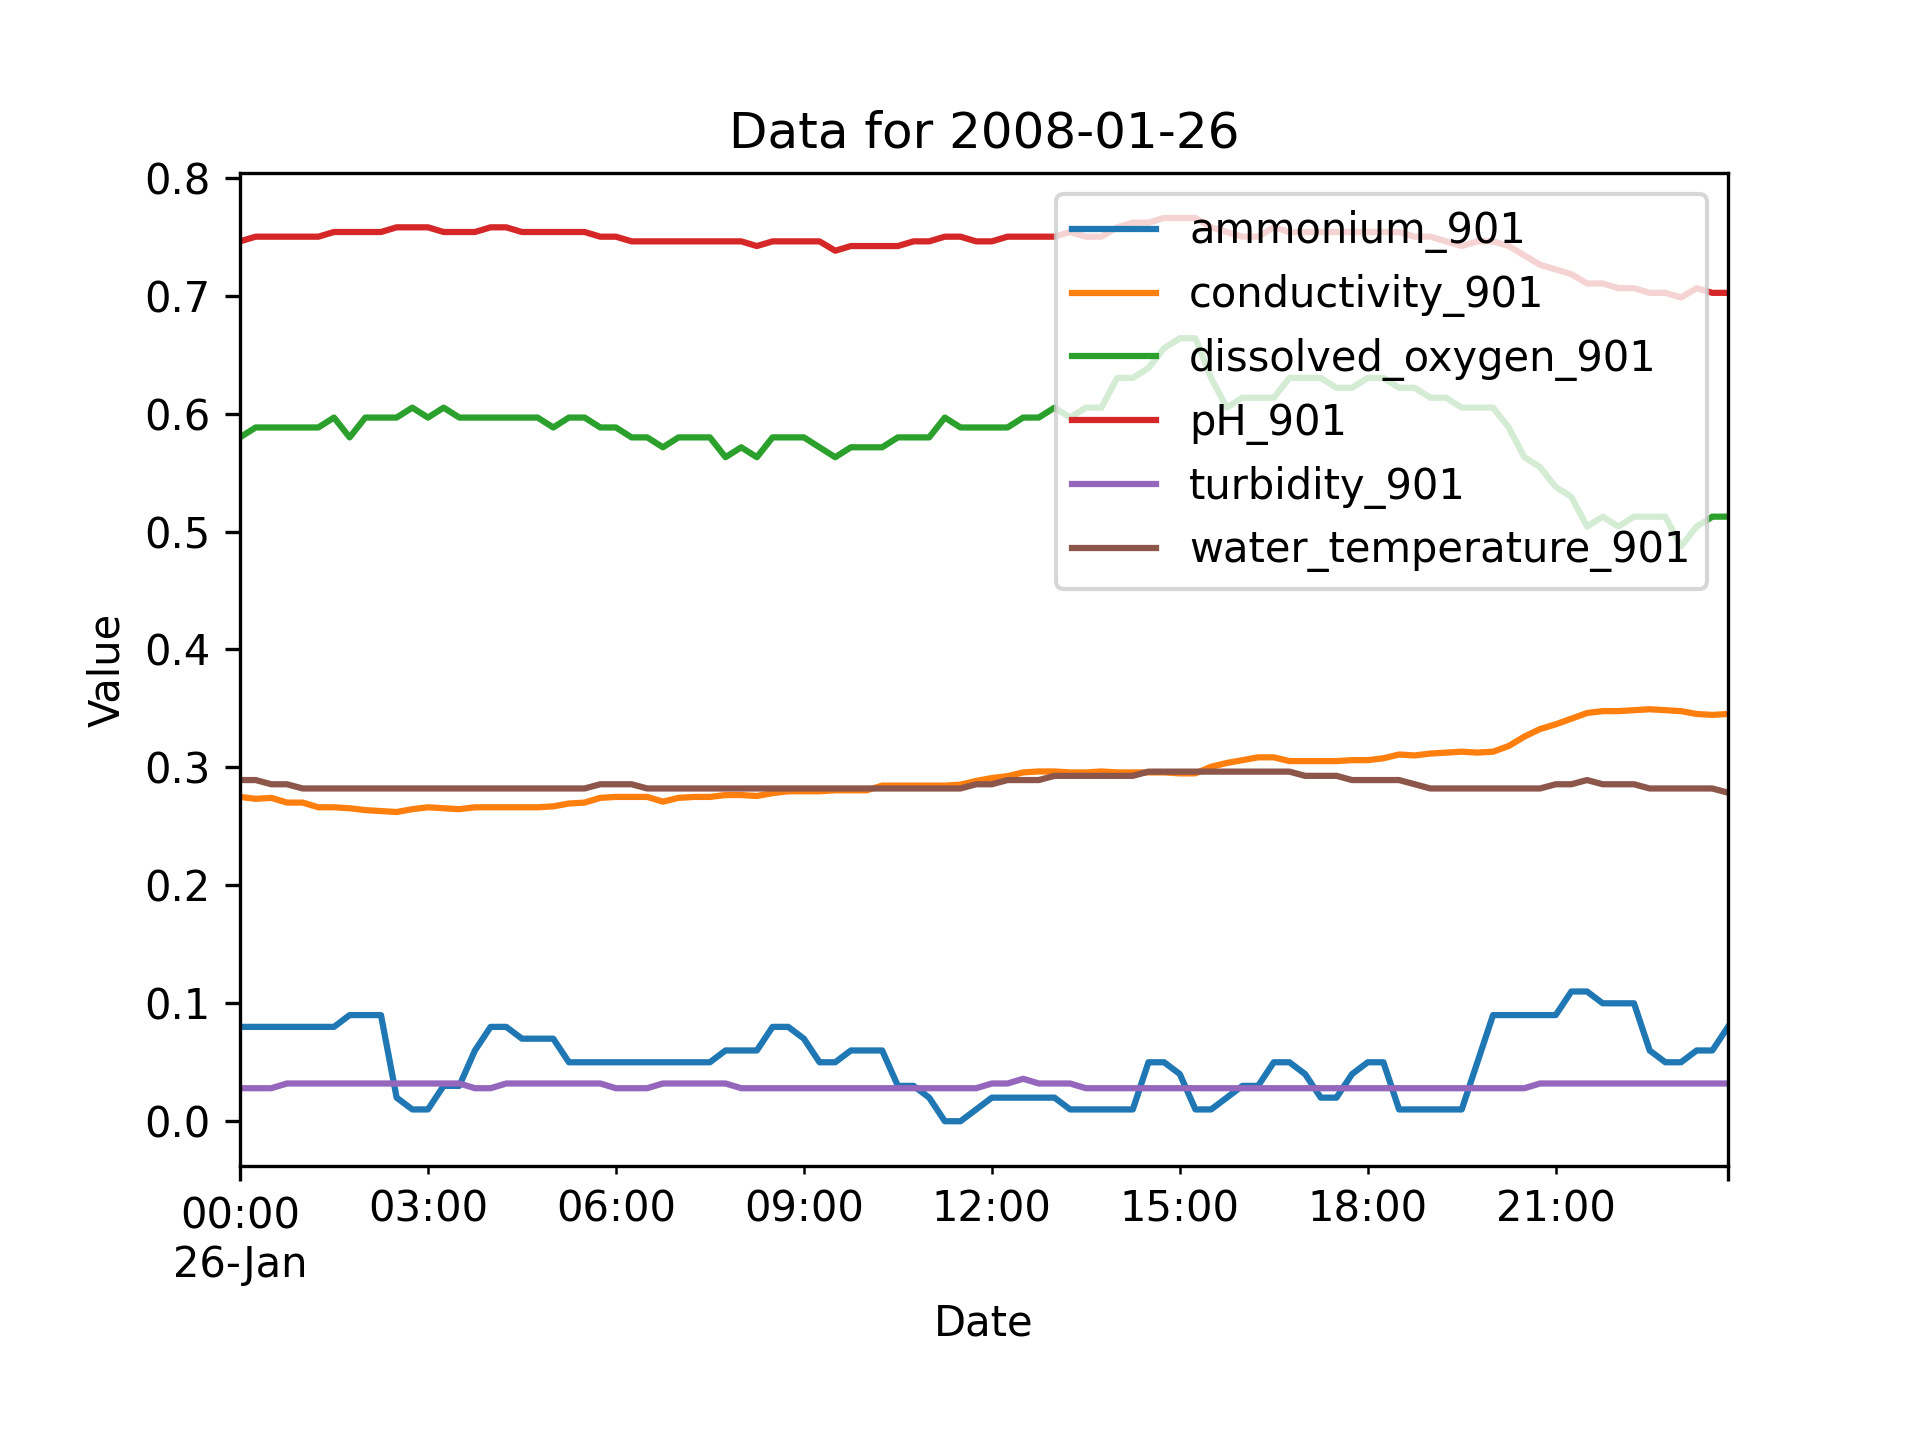 Data for 2008-01-26
0.8
0.7
0.6
0.5
0.4
0.3
0.2
0.1
0.0
Value
ammonium_901
conductivity_901
dissolved_oxygen_901
pH_901
turbidity_901
water_temperature_901
00:00 03:00 06:00 09:00 12:00 15:00 18:00 21:00
26-Jan
Date